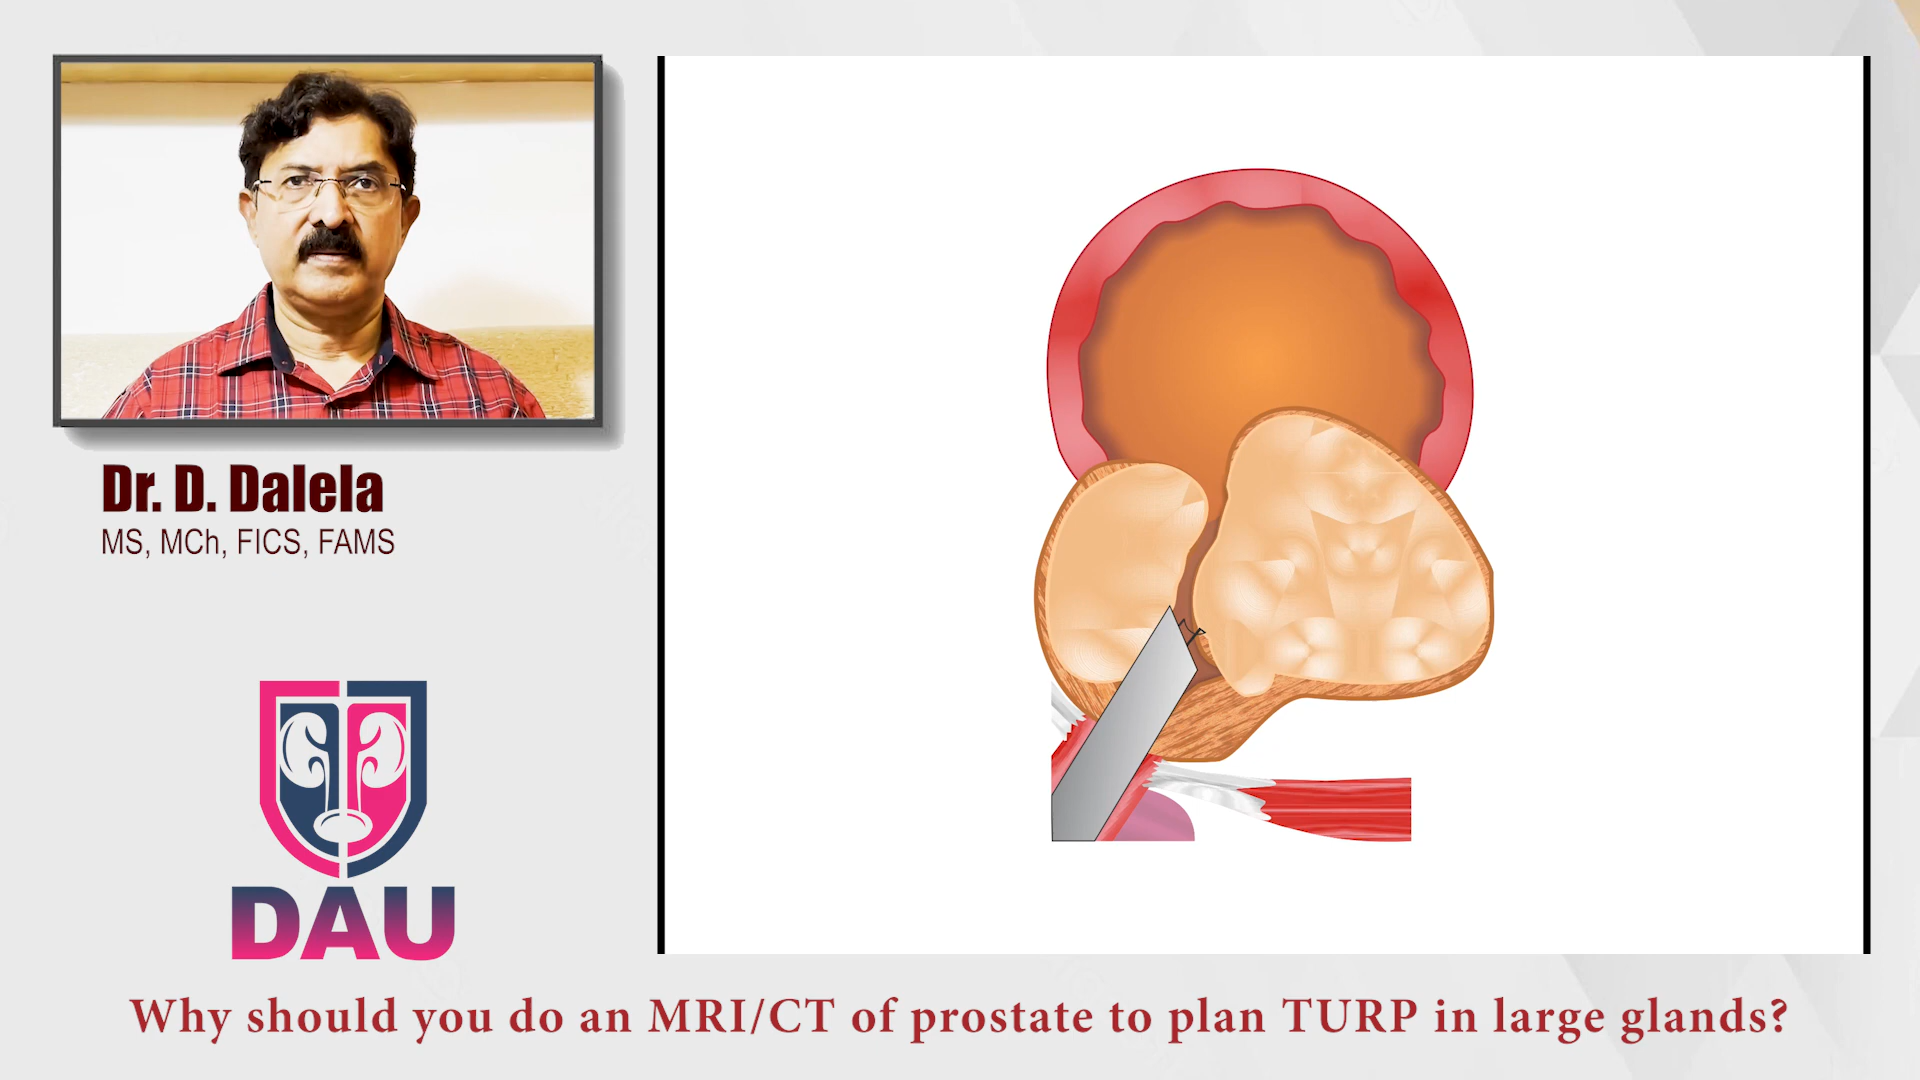 Dr. D. Dalela
MS, MCh, FICS, FAMS
DAU
Why should you do an MRI/CT of prostate to plan TURP in large glands?